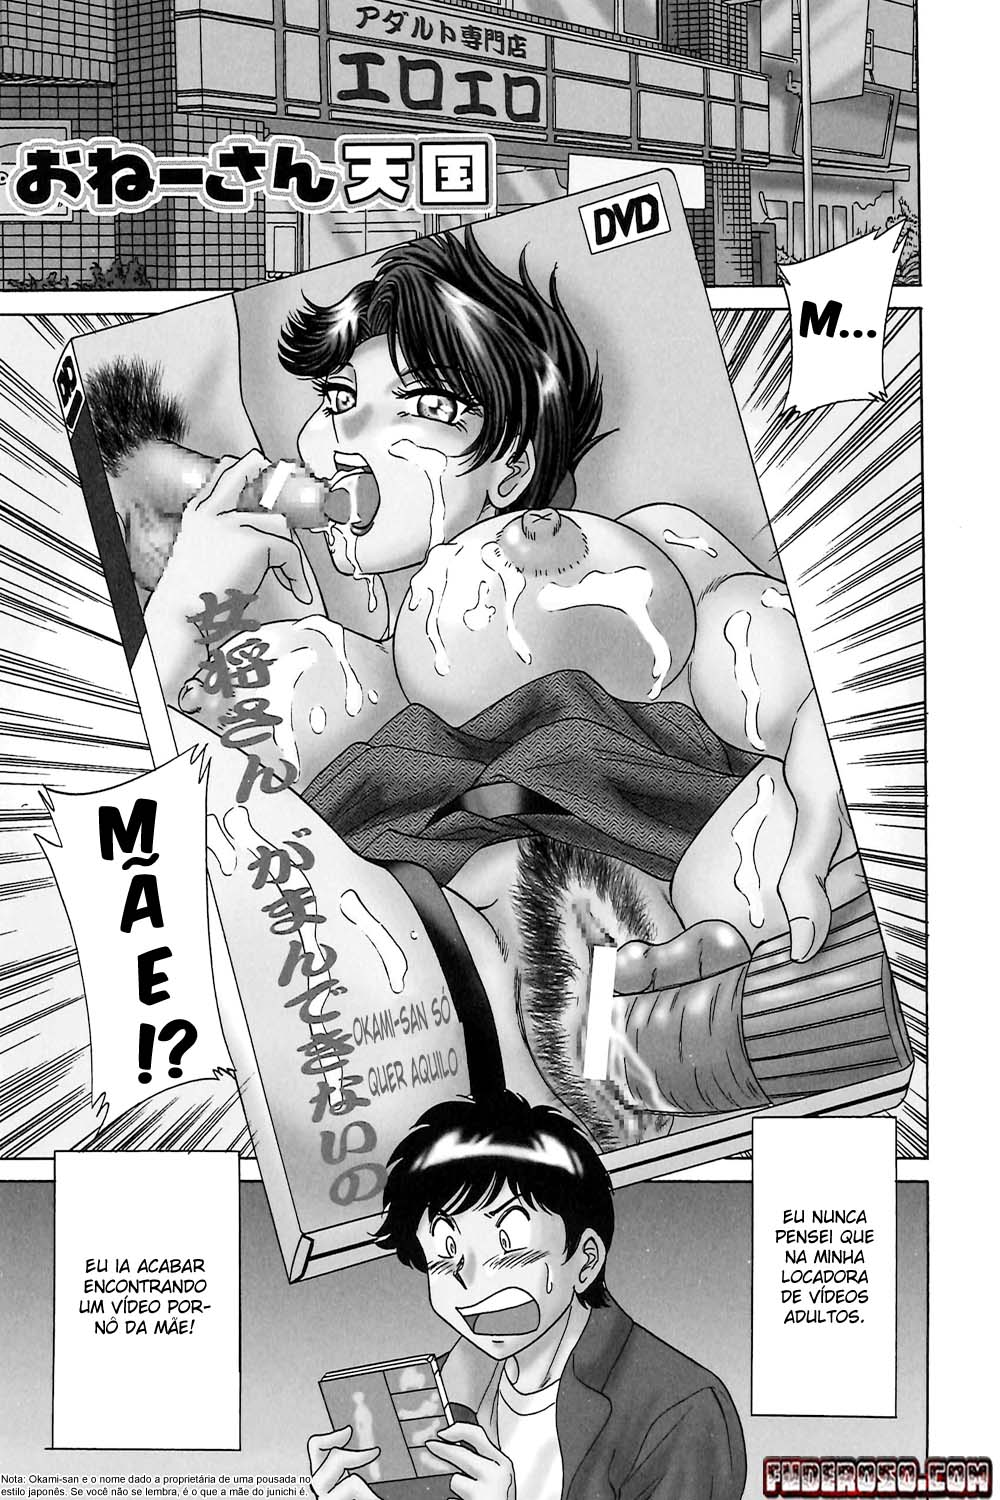 アダルト専門店
エロエロ
おねーさん天国
DVD
M...
女将さん がまんできないの
MÃE!?
OKAMI-SAN SÓ
QUER AQUILO
EU NUNCA
PENSEI QUE
NA MINHA
LOCADORA
DE VÍDEOS
ADULTOS.
EU IA ACABAR
ENCONTRANDO
UM VÍDEO POR-
NÔ DA MÃE!
Nota: Okami-san e o nome dado a proprietária de uma pousada no
estilo japonês. Se você não se lembra, é o que a mãe do junichi é.
FUDEROSO.COM